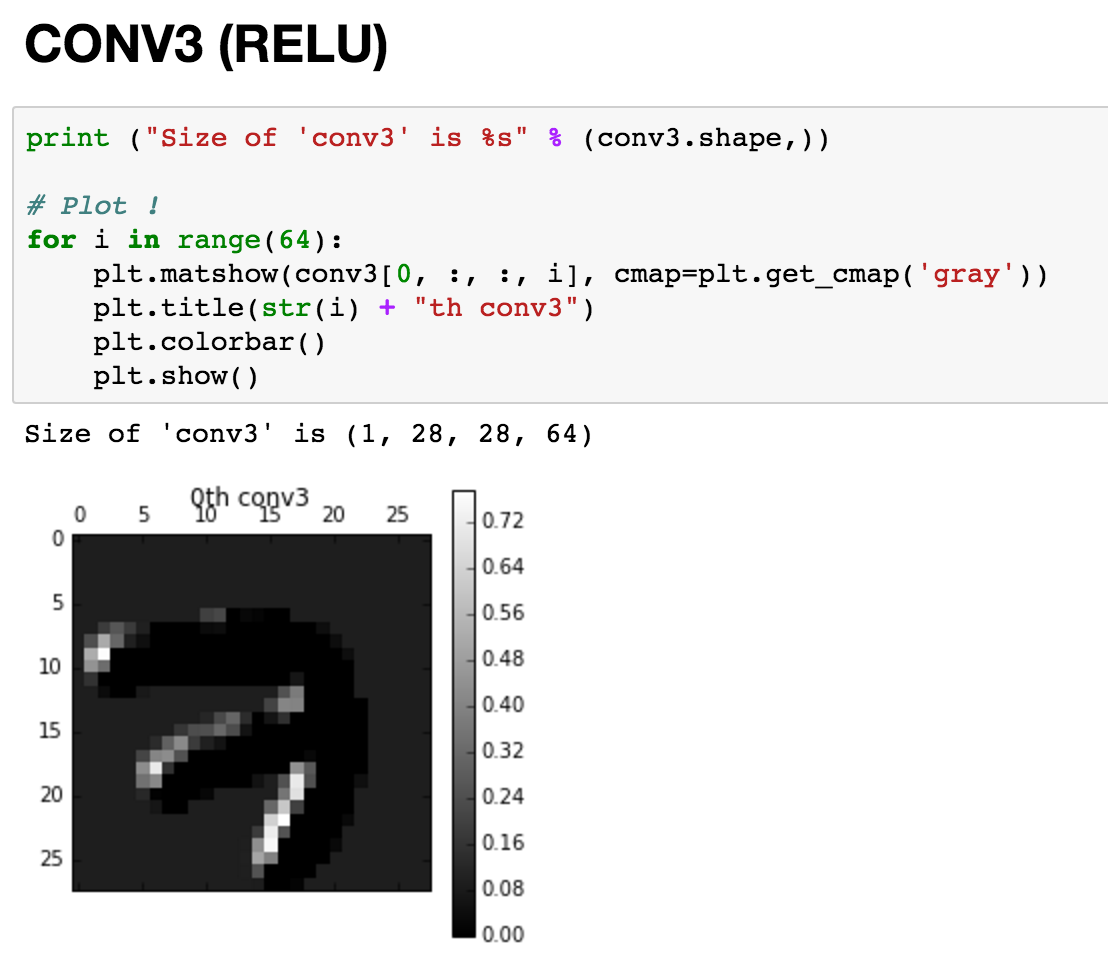 CONV3 (RELU)
print ("Size of 'conv3' is %s" % (conv3.shape,))
# Plot !
for i in range(64):
    plt.matshow(conv3[0, :, :, i], cmap=plt.get_cmap('gray'))
    plt.title(str(i) + "th conv3")
    plt.colorbar()
    plt.show()
Size of 'conv3' is (1, 28, 28, 64)
0th conv3
0 5 10 15 20 25
0
5
10
15
20
25
0.72
0.64
0.56
0.48
0.40
0.32
0.24
0.16
0.08
0.00